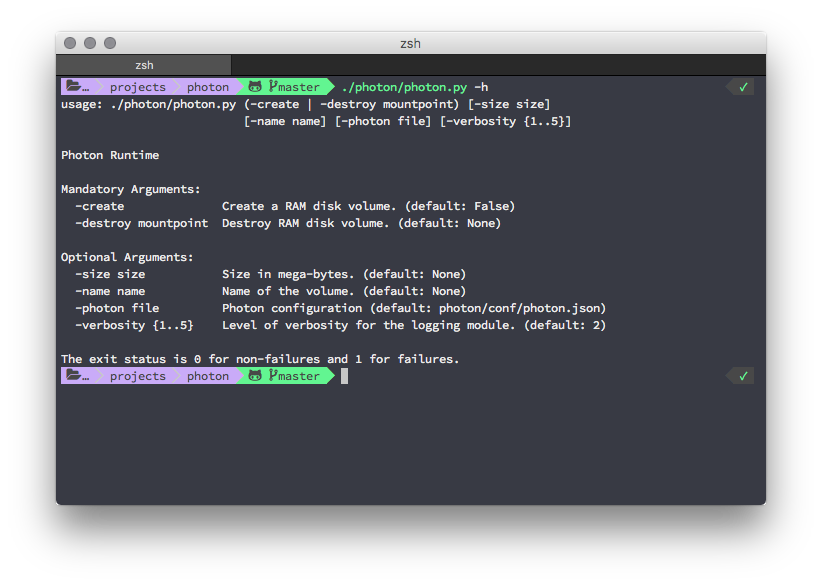 zsh
zsh
… projects photon master ./photon/photon.py -h ✓
usage: ./photon/photon.py (-create | -destroy mountpoint) [-size size]
[-name name] [-photon file] [-verbosity {1..5}]
Photon Runtime
Mandatory Arguments:
-create Create a RAM disk volume. (default: False)
-destroy mountpoint Destroy RAM disk volume. (default: None)
Optional Arguments:
-size size Size in mega-bytes. (default: None)
-name name Name of the volume. (default: None)
-photon file Photon configuration (default: photon/conf/photon.json)
-verbosity {1..5} Level of verbosity for the logging module. (default: 2)
The exit status is 0 for non-failures and 1 for failures.
… projects photon master ✓